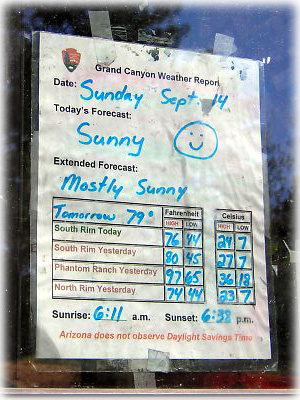 Grand Canyon Weather Report
Date: Sunday Sept. 14
Today's Forecast:
Sunny
Extended Forecast:
Mostly Sunny
Tomorrow 79° Fahrenheit Celsius
HIGH LOW HIGH LOW
South Rim Today 76 44 24 7
South Rim Yesterday 80 45 27 7
Phantom Ranch Yesterday 97 65 36 18
North Rim Yesterday 74 44 23 7
Sunrise: 6:11 a.m. Sunset: 6:38 p.m.
Arizona does not observe Daylight Savings Time